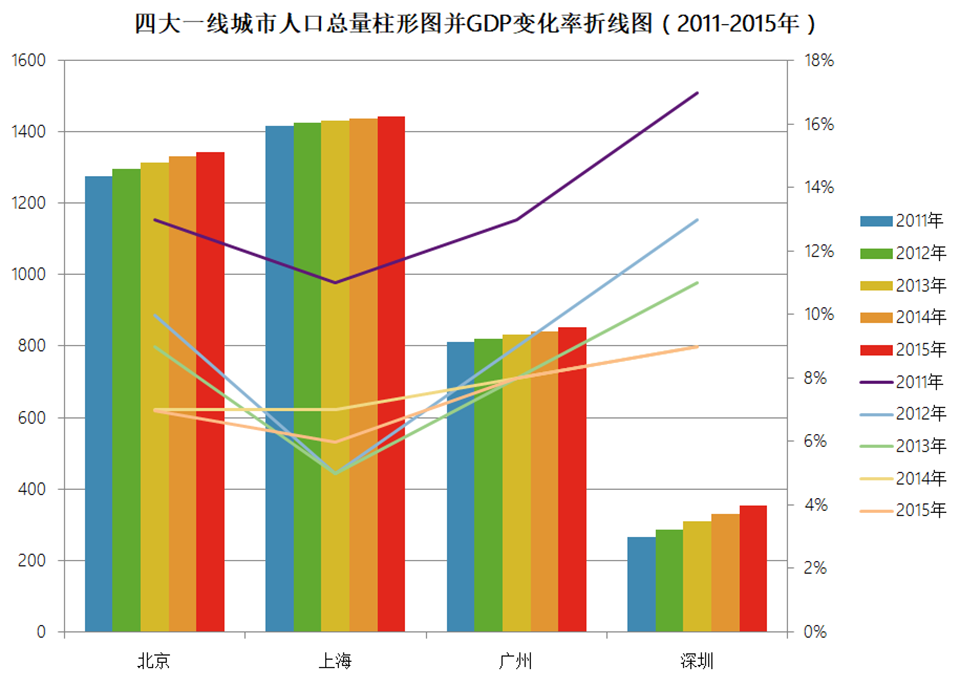 四大一线城市人口总量柱形图并GDP变化率折线图（2011-2015年）
1600
1400
1200
1000
800
600
400
200
0
18%
16%
14%
12%
10%
8%
6%
4%
2%
0%
北京
上海
广州
深圳
2011年
2012年
2013年
2014年
2015年
2011年
2012年
2013年
2014年
2015年